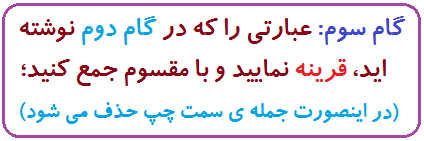 گام سوم: عبارتی را که در گام دوم نوشته
اید، قرینه نمایید و با مقسوم جمع کنید؛
(در اینصورت جمله ی سمت چپ حذف می شود)